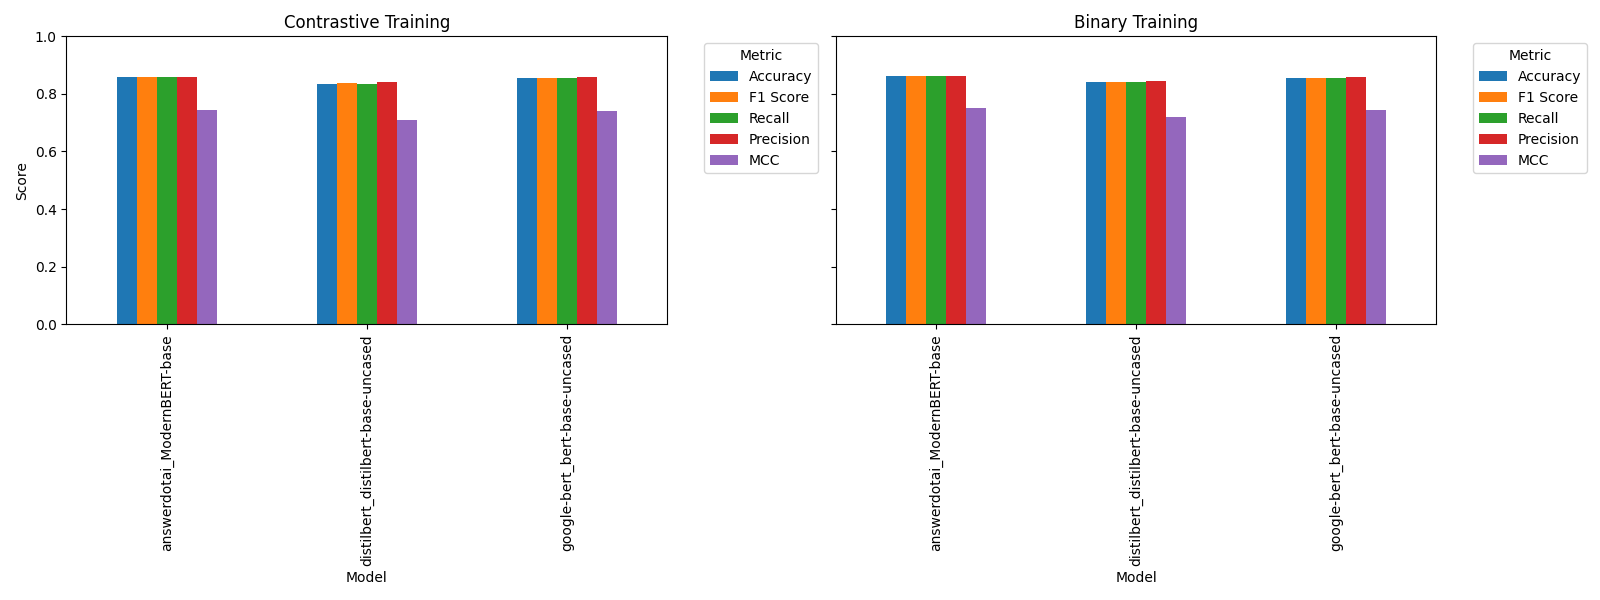 Contrastive Training
1.0
0.8
0.6
0.4
0.2
0.0
Score
answerdotai_ModernBERT-base
distilbert_distilbert-base-uncased
google-bert_bert-base-uncased
Model
Metric
Accuracy
F1 Score
Recall
Precision
MCC
Binary Training
answerdotai_ModernBERT-base
distilbert_distilbert-base-uncased
google-bert_bert-base-uncased
Model
Metric
Accuracy
F1 Score
Recall
Precision
MCC